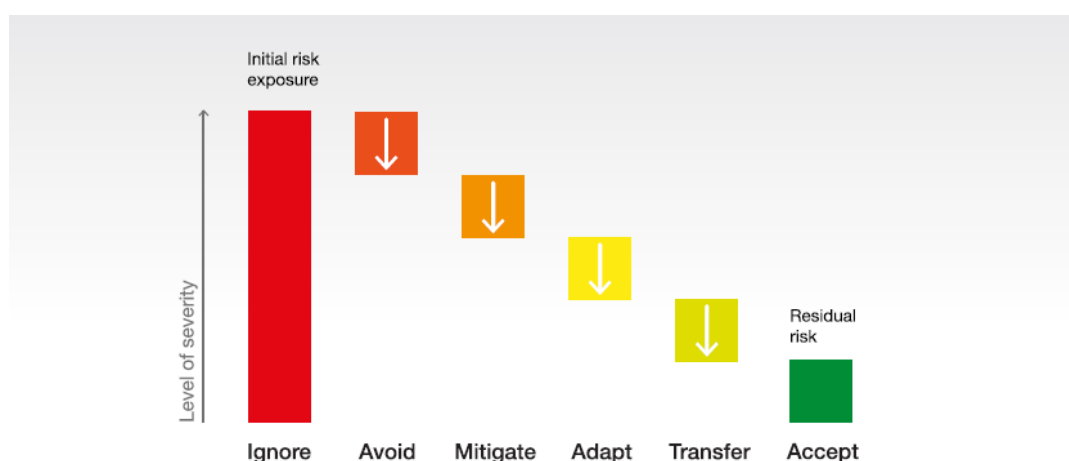 Initial risk
exposure
Level of severity
Residual
risk
Ignore Avoid Mitigate Adapt Transfer Accept